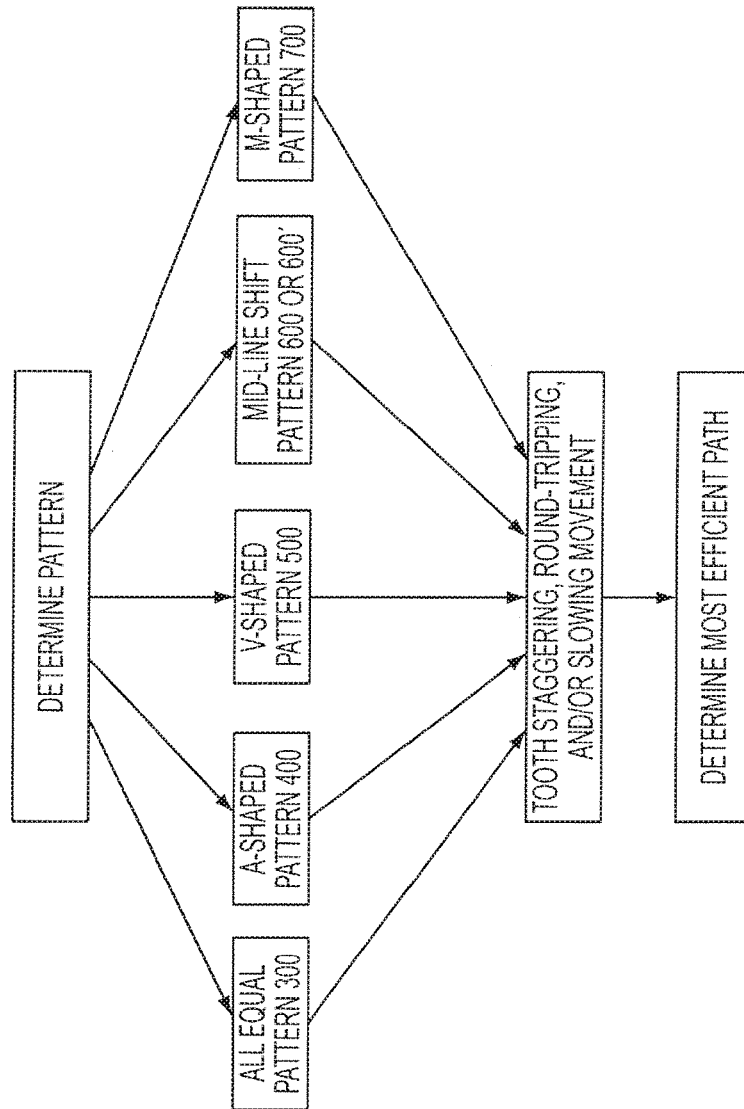 DETERMINE PATTERN
ALL EQUAL
PATTERN 300
A-SHAPED
PATTERN 400
V-SHAPED
PATTERN 500
MID-LINE SHIFT
PATTERN 600 OR 600'
M-SHAPED
PATTERN 700
TOOTH STAGGERING, ROUND-TRIPPING,
AND/OR SLOWING MOVEMENT
DETERMINE MOST EFFICIENT PATH